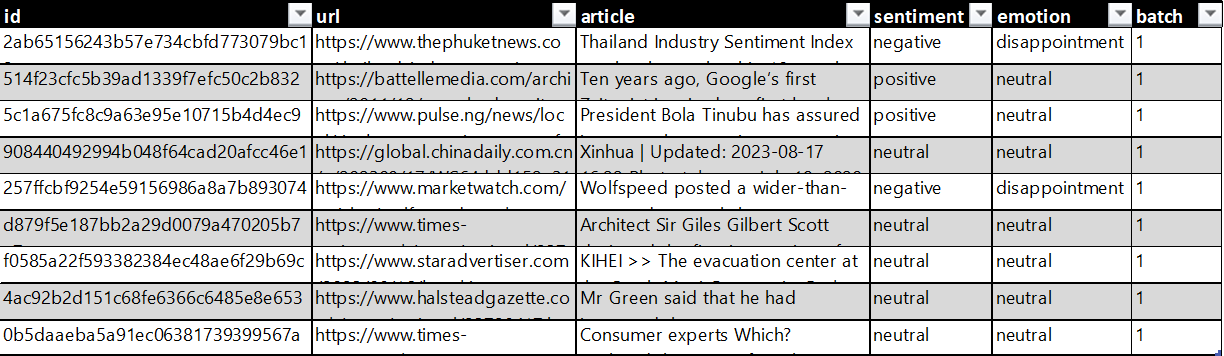 id url article sentiment emotion batch
2ab65156243b57e734cbfd773079bc1 https://www.thephuketnews.co Thailand Industry Sentiment Index negative disappointment 1
514f23cfc5b39ad1339f7efc50c2b832 https://battellemedia.com/archi Ten years ago, Google’s first positive neutral 1
5c1a675fc8c9a63e95e10715b4d4ec9 https://www.pulse.ng/news/loc President Bola Tinubu has assured positive neutral 1
908440492994b048f64cad20afcc46e1 https://global.chinadaily.com.cn Xinhua | Updated: 2023-08-17 neutral neutral 1
257ffcbf9254e59156986a8a7b893074 https://www.marketwatch.com/ Wolfspeed posted a wider-than- negative disappointment 1
d879f5e187bb2a29d0079a470205b7 https://www.times- Architect Sir Giles Gilbert Scott neutral neutral 1
f0585a22f593382384ec48ae6f29b69c https://www.staradvertiser.com KIHEI >> The evacuation center at neutral neutral 1
4ac92b2d151c68fe6366c6485e8e653 https://www.halsteadgazette.co Mr Green said that he had neutral neutral 1
0b5daaeba5a91ec06381739399567a https://www.times- Consumer experts Which? neutral neutral 1